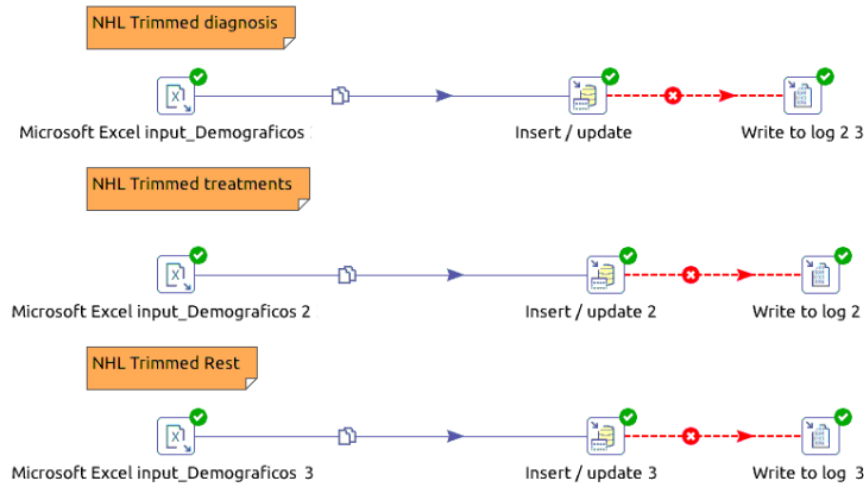 NHL Trimmed diagnosis
Microsoft Excel input_Demograficos
Insert / update
Write to log 2 3
NHL Trimmed treatments
Microsoft Excel input_Demograficos 2
Insert / update 2
Write to log 2
NHL Trimmed Rest
Microsoft Excel input_Demograficos 3
Insert / update 3
Write to log 3